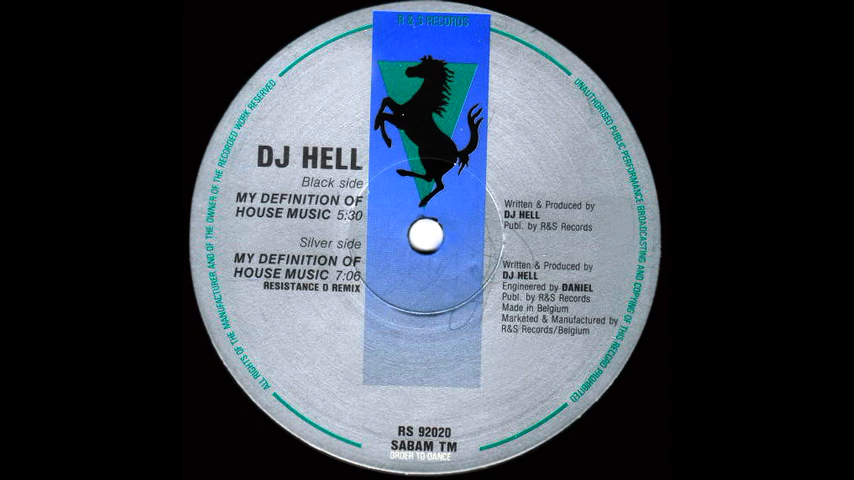 R & S RECORDS
ALL RIGHTS OF THE MANUFACTURER AND OF THE OWNER OF THE RECORDED WORK RESERVED
UNAUTHORISED PUBLIC PERFORMANCE BROADCASTING AND COPYING OF THIS RECORD PROHIBITED
DJ HELL
Black side
MY DEFINITION OF
HOUSE MUSIC 5:30
Silver side
MY DEFINITION OF
HOUSE MUSIC 7:06
RESISTANCE D REMIX
Written & Produced by
DJ HELL
Publ. by R&S Records
Written & Produced by
DJ HELL
Engineered by DANIEL
Publ. by R&S Records
Made in Belgium
Marketed & Manufactured by
R&S Records/Belgium
RS 92020
SABAM TM
ORDER TO DANCE